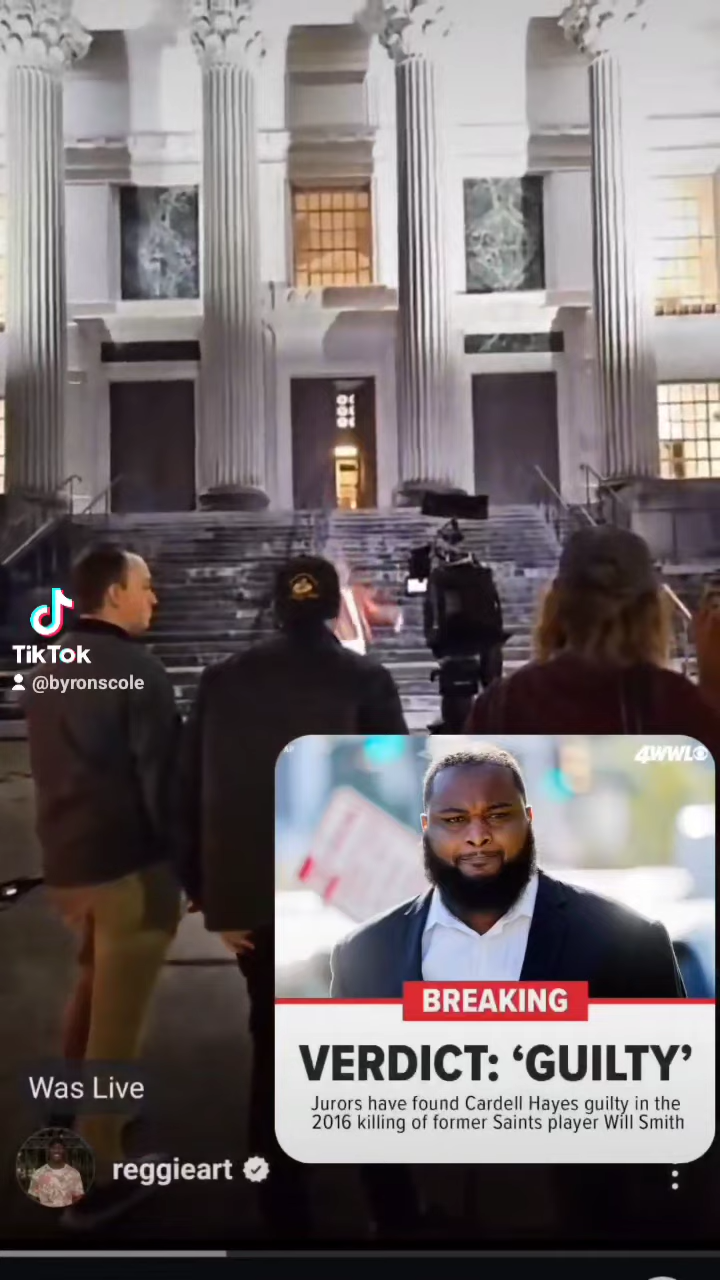 TikTok
@byronscole
4WWL
BREAKING
VERDICT: ‘GUILTY’
Jurors have found Cardell Hayes guilty in the
2016 killing of former Saints player Will Smith
Was Live
reggieart